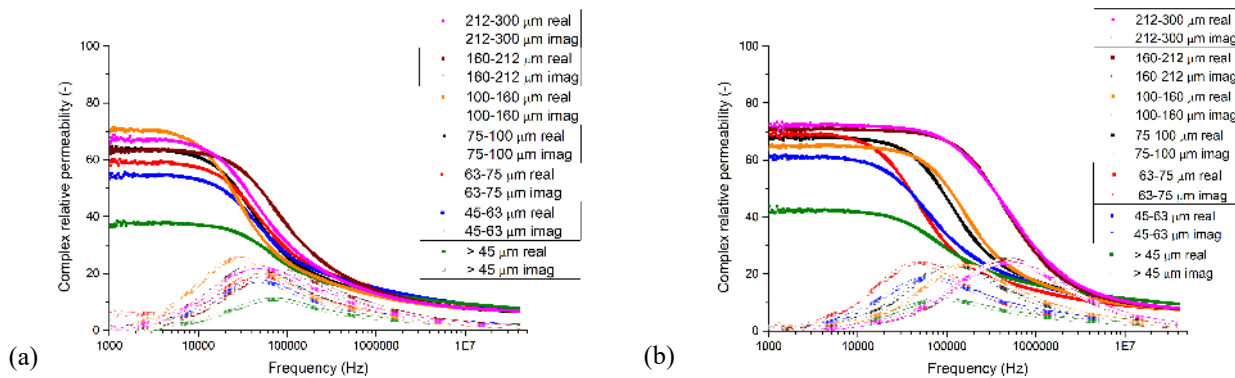 212-300 μm real
212-300 μm imag
160-212 μm real
160-212 μm imag
100-160 μm real
100-160 μm imag
75-100 μm real
75-100 μm imag
63-75 μm real
63-75 μm imag
45-63 μm real
45-63 μm imag
> 45 μm real
> 45 μm imag
Complex relative permeability (-)
100
80
60
40
20
0
1000
10000
100000
1000000
1E7
Frequency (Hz)
(a)
212-300 μm real
212-300 μm imag
160-212 μm real
160-212 μm imag
100-160 μm real
100-160 μm imag
75-100 μm real
75-100 μm imag
63-75 μm real
63-75 μm imag
45-63 μm real
45-63 μm imag
> 45 μm real
> 45 μm imag
Complex relative permeability (-)
100
80
60
40
20
0
1000
10000
100000
1000000
1E7
Frequency (Hz)
(b)